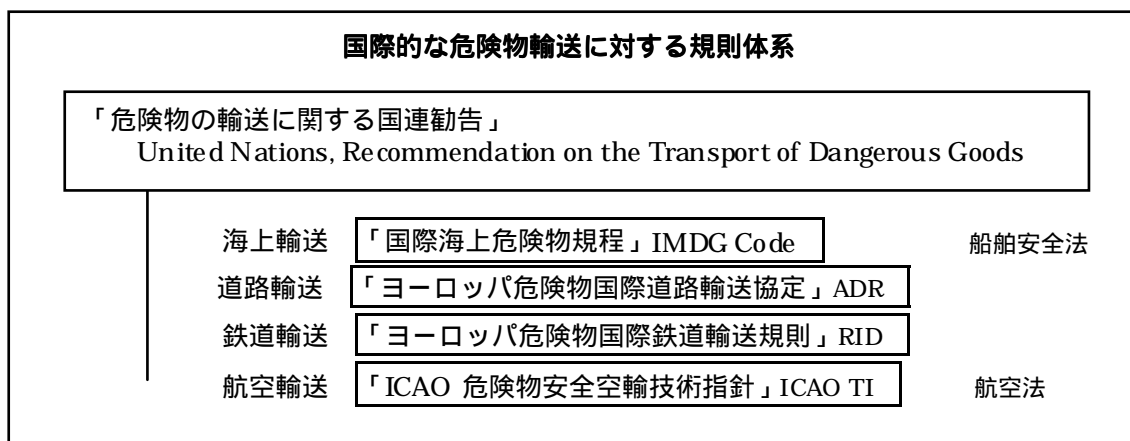 国際的な危険物輸送に対する規則体系
「危険物の輸送に関する国連勧告」
United Nations, Recommendation on the Transport of Dangerous Goods
海上輸送 「国際海上危険物規程」IMDG Code 船舶安全法
道路輸送 「ヨーロッパ危険物国際道路輸送協定」ADR
鉄道輸送 「ヨーロッパ危険物国際鉄道輸送規則」RID
航空輸送 「ICAO 危険物安全空輸技術指針」ICAO TI 航空法